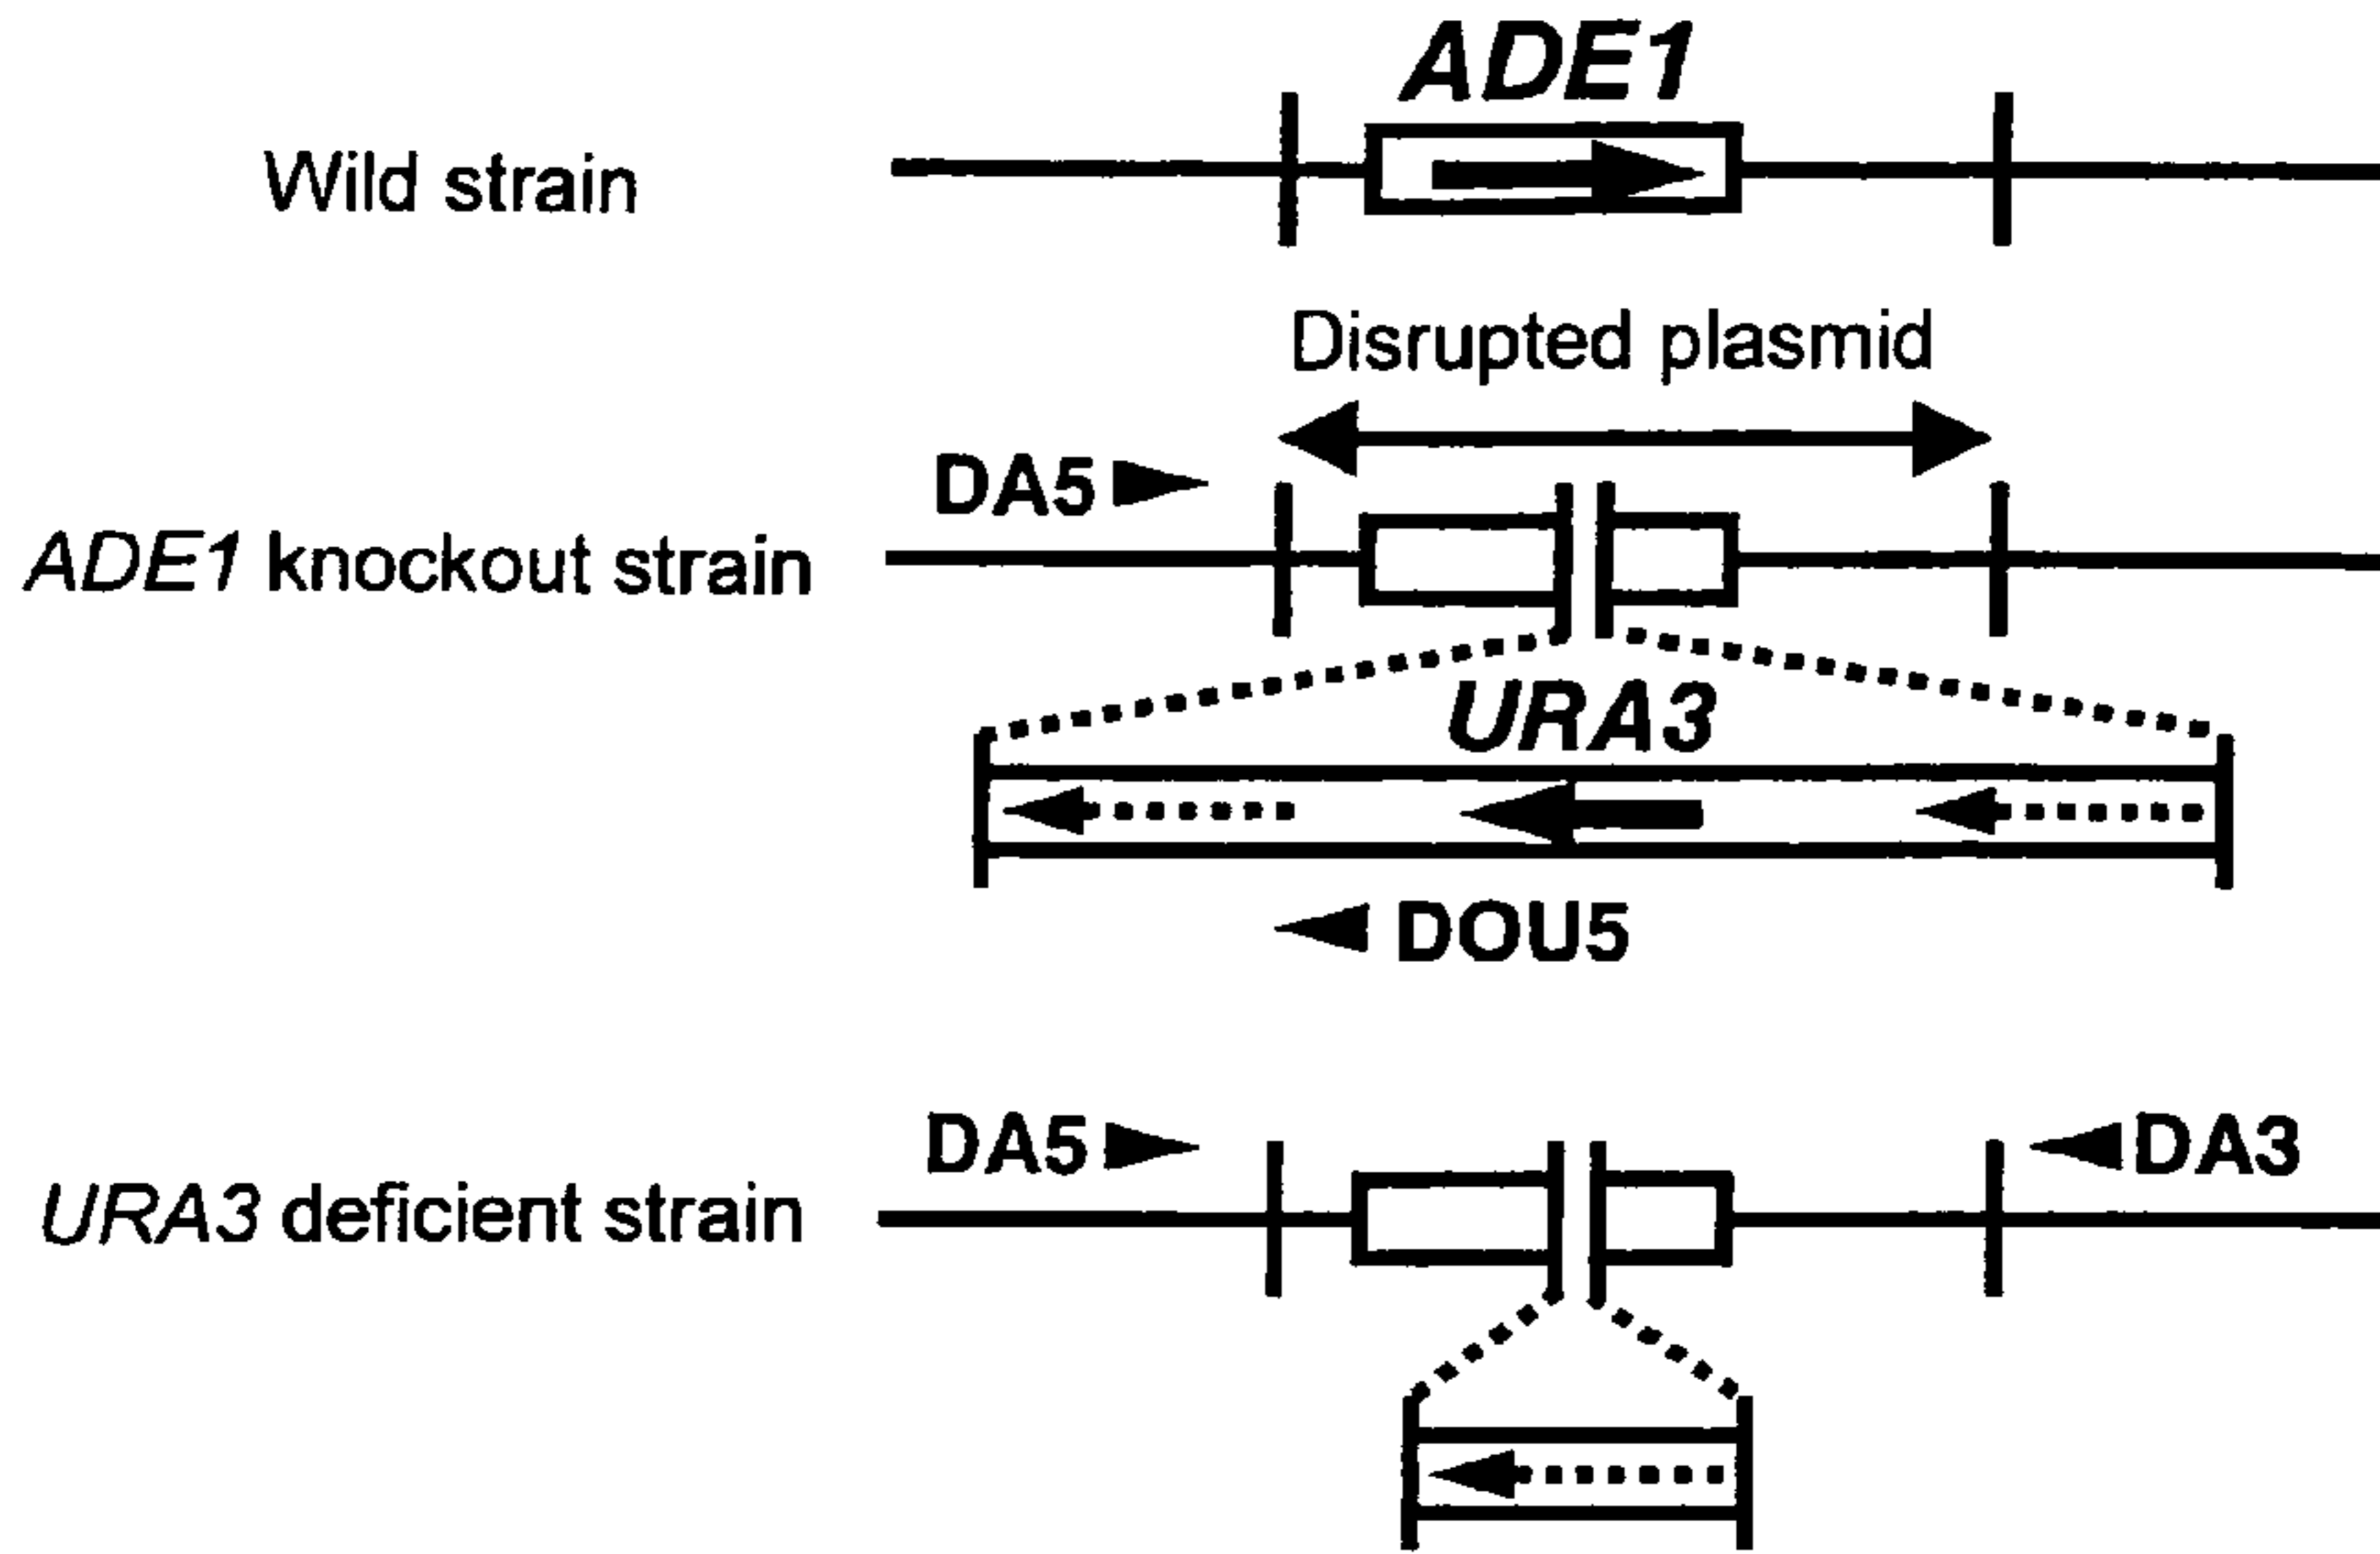 ADE1
Wild strain
Disrupted plasmid
DA5
ADE1 knockout strain
URA3
DOU5
DA5
DA3
URA3 deficient strain